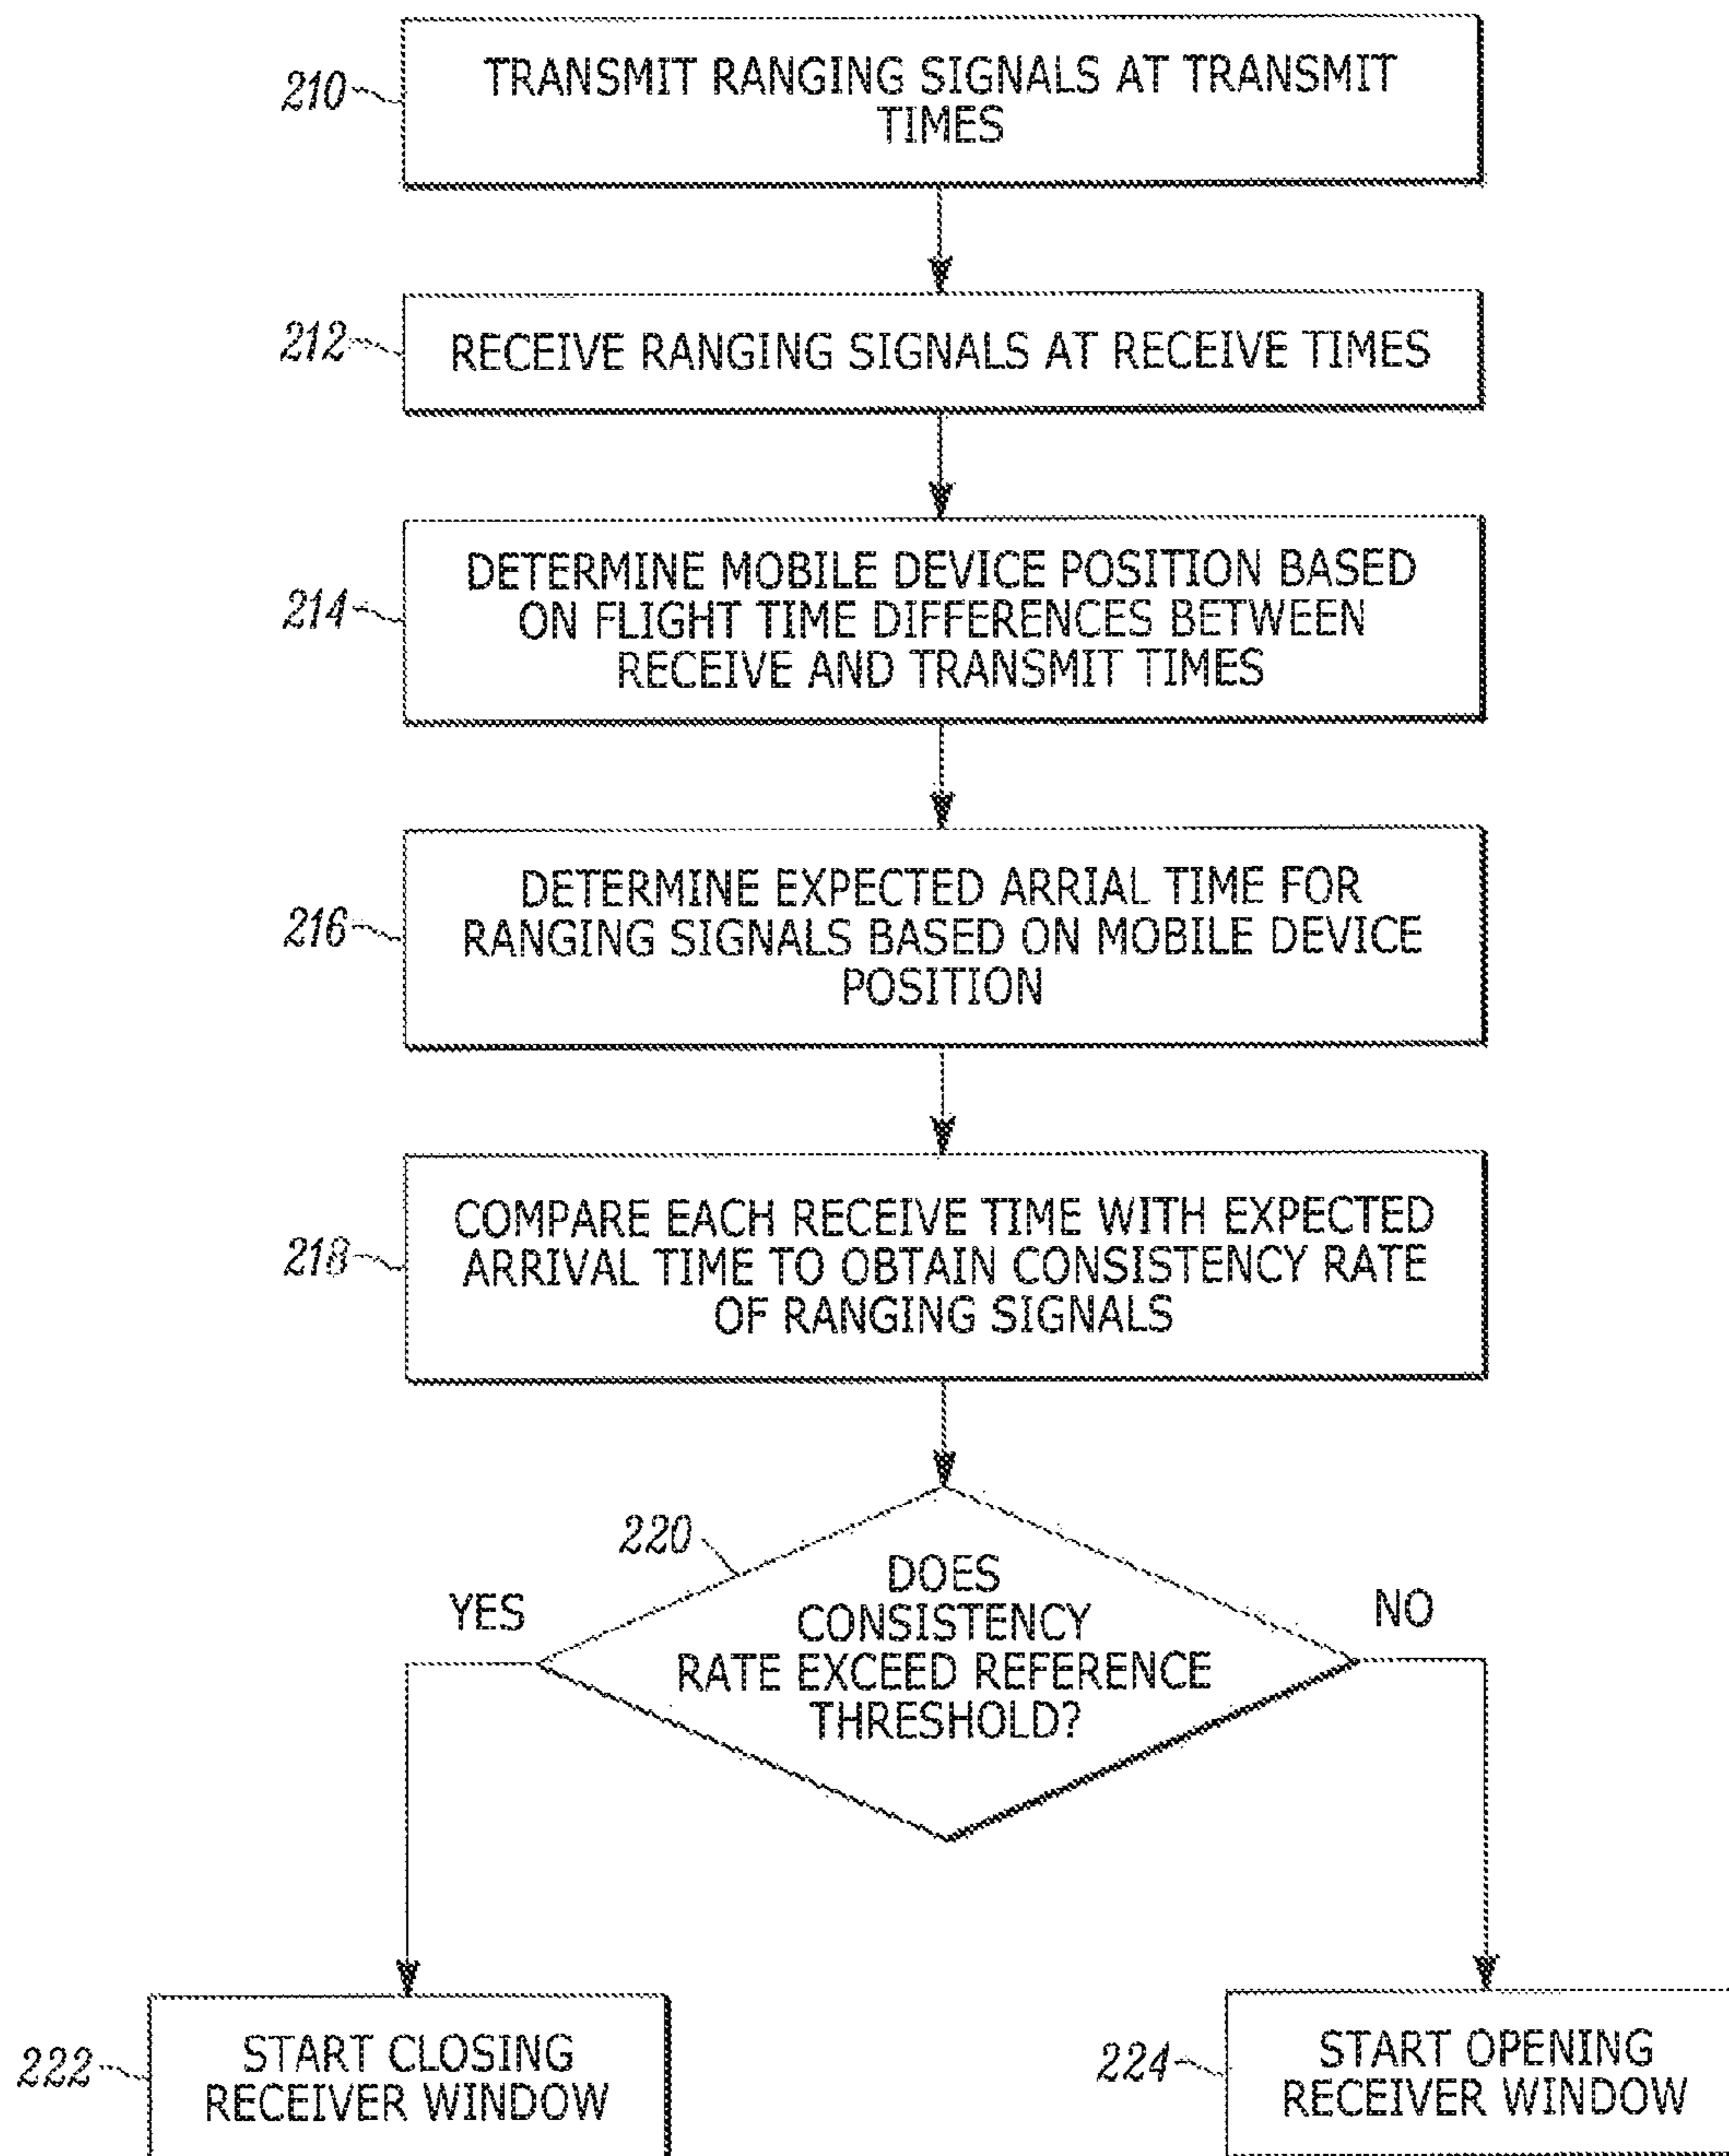 210
TRANSMIT RANGING SIGNALS AT TRANSMIT
TIMES
212
RECEIVE RANGING SIGNALS AT RECEIVE TIMES
214
DETERMINE MOBILE DEVICE POSITION BASED
ON FLIGHT TIME DIFFERENCES BETWEEN
RECEIVE AND TRANSMIT TIMES
216
DETERMINE EXPECTED ARRIAL TIME FOR
RANGING SIGNALS BASED ON MOBILE DEVICE
POSITION
218
COMPARE EACH RECEIVE TIME WITH EXPECTED
ARRIVAL TIME TO OBTAIN CONSISTENCY RATE
OF RANGING SIGNALS
220
YES
NO
DOES
CONSISTENCY
RATE EXCEED REFERENCE
THRESHOLD?
222
START CLOSING
RECEIVER WINDOW
224
START OPENING
RECEIVER WINDOW